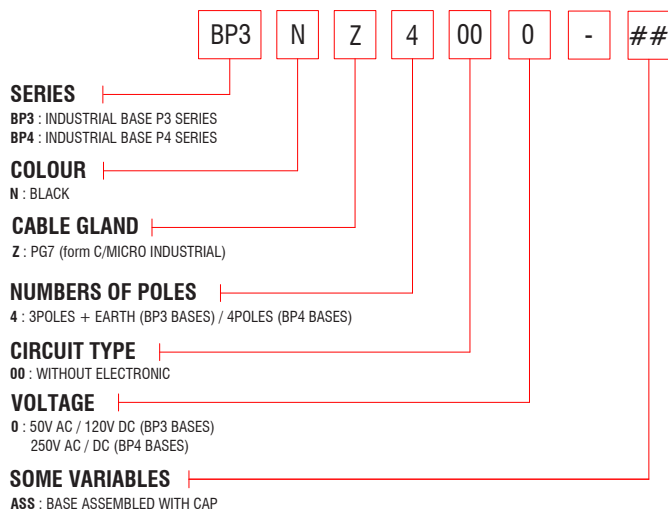 BP3 N Z 4 00 0 - ##
SERIES
BP3 : INDUSTRIAL BASE P3 SERIES
BP4 : INDUSTRIAL BASE P4 SERIES
COLOUR
N : BLACK
CABLE GLAND
Z : PG7 (form C/MICRO INDUSTRIAL)
NUMBERS OF POLES
4 : 3POLES + EARTH (BP3 BASES) / 4POLES (BP4 BASES)
CIRCUIT TYPE
00 : WITHOUT ELECTRONIC
VOLTAGE
0 : 50V AC / 120V DC (BP3 BASES)
250V AC / DC (BP4 BASES)
SOME VARIABLES
ASS : BASE ASSEMBLED WITH CAP